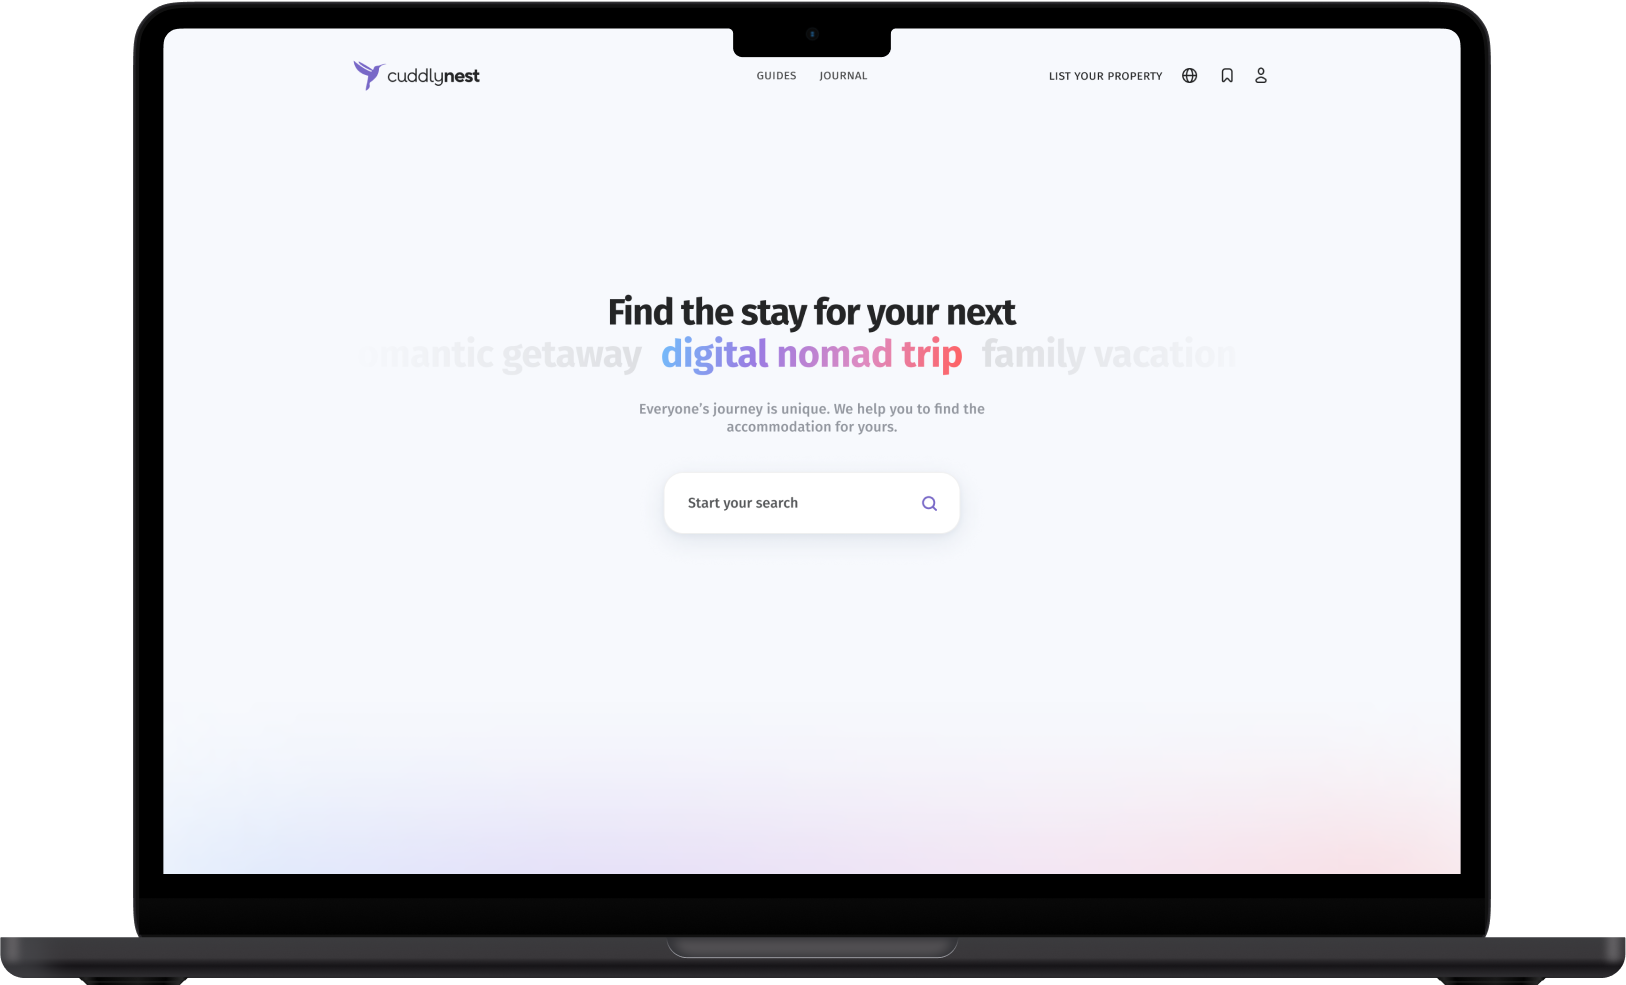 cuddlynest
GUIDES JOURNAL
LIST YOUR PROPERTY
Find the stay for your next
omantic getaway digital nomad trip family vacation
Everyone’s journey is unique. We help you to find the
accommodation for yours.
Start your search